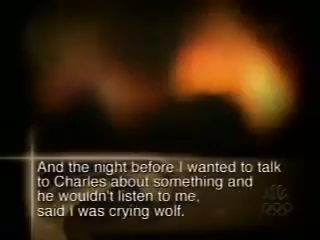 And the night before I wanted to talk
to Charles about something and
he wouldn't listen to me,
said I was crying wolf.